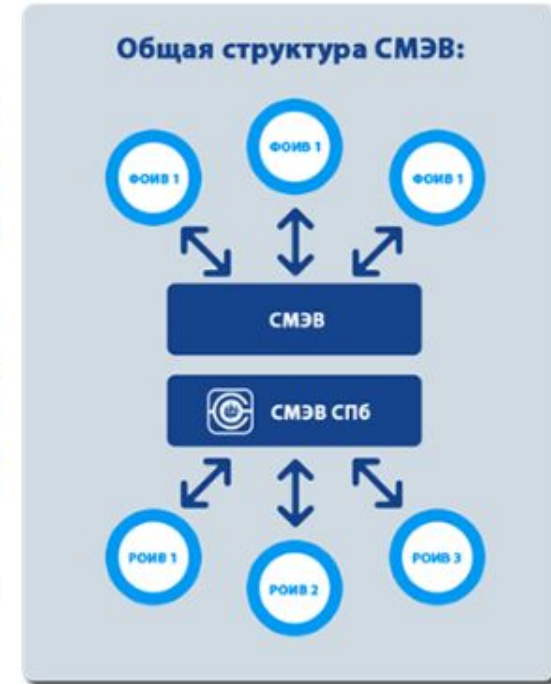 Общая структура СМЭВ:
ФОИВ 1
ФОИВ 1
ФОИВ 1
СМЭВ
СМЭВ СПб
РОИВ 1
РОИВ 2
РОИВ 3